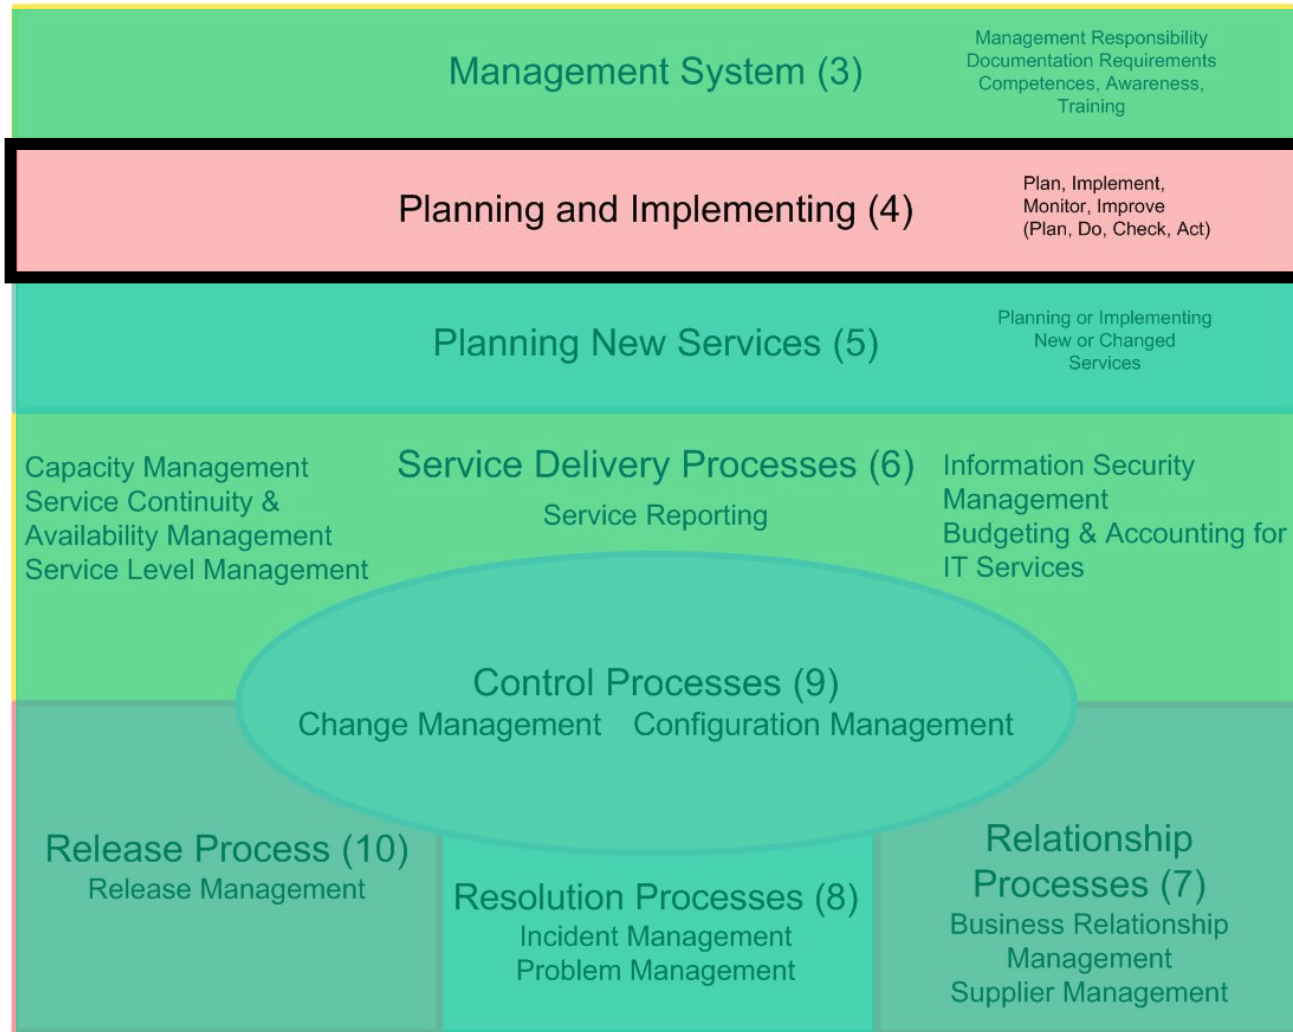 Management System (3)
Management Responsibility
Documentation Requirements
Competences, Awareness,
Training
Planning and Implementing (4)
Plan, Implement,
Monitor, Improve
(Plan, Do, Check, Act)
Planning New Services (5)
Planning or Implementing
New or Changed
Services
Capacity Management
Service Continuity &
Availability Management
Service Level Management
Service Delivery Processes (6)
Service Reporting
Information Security
Management
Budgeting & Accounting for
IT Services
Control Processes (9)
Change Management Configuration Management
Release Process (10)
Release Management
Resolution Processes (8)
Incident Management
Problem Management
Relationship
Processes (7)
Business Relationship
Management
Supplier Management